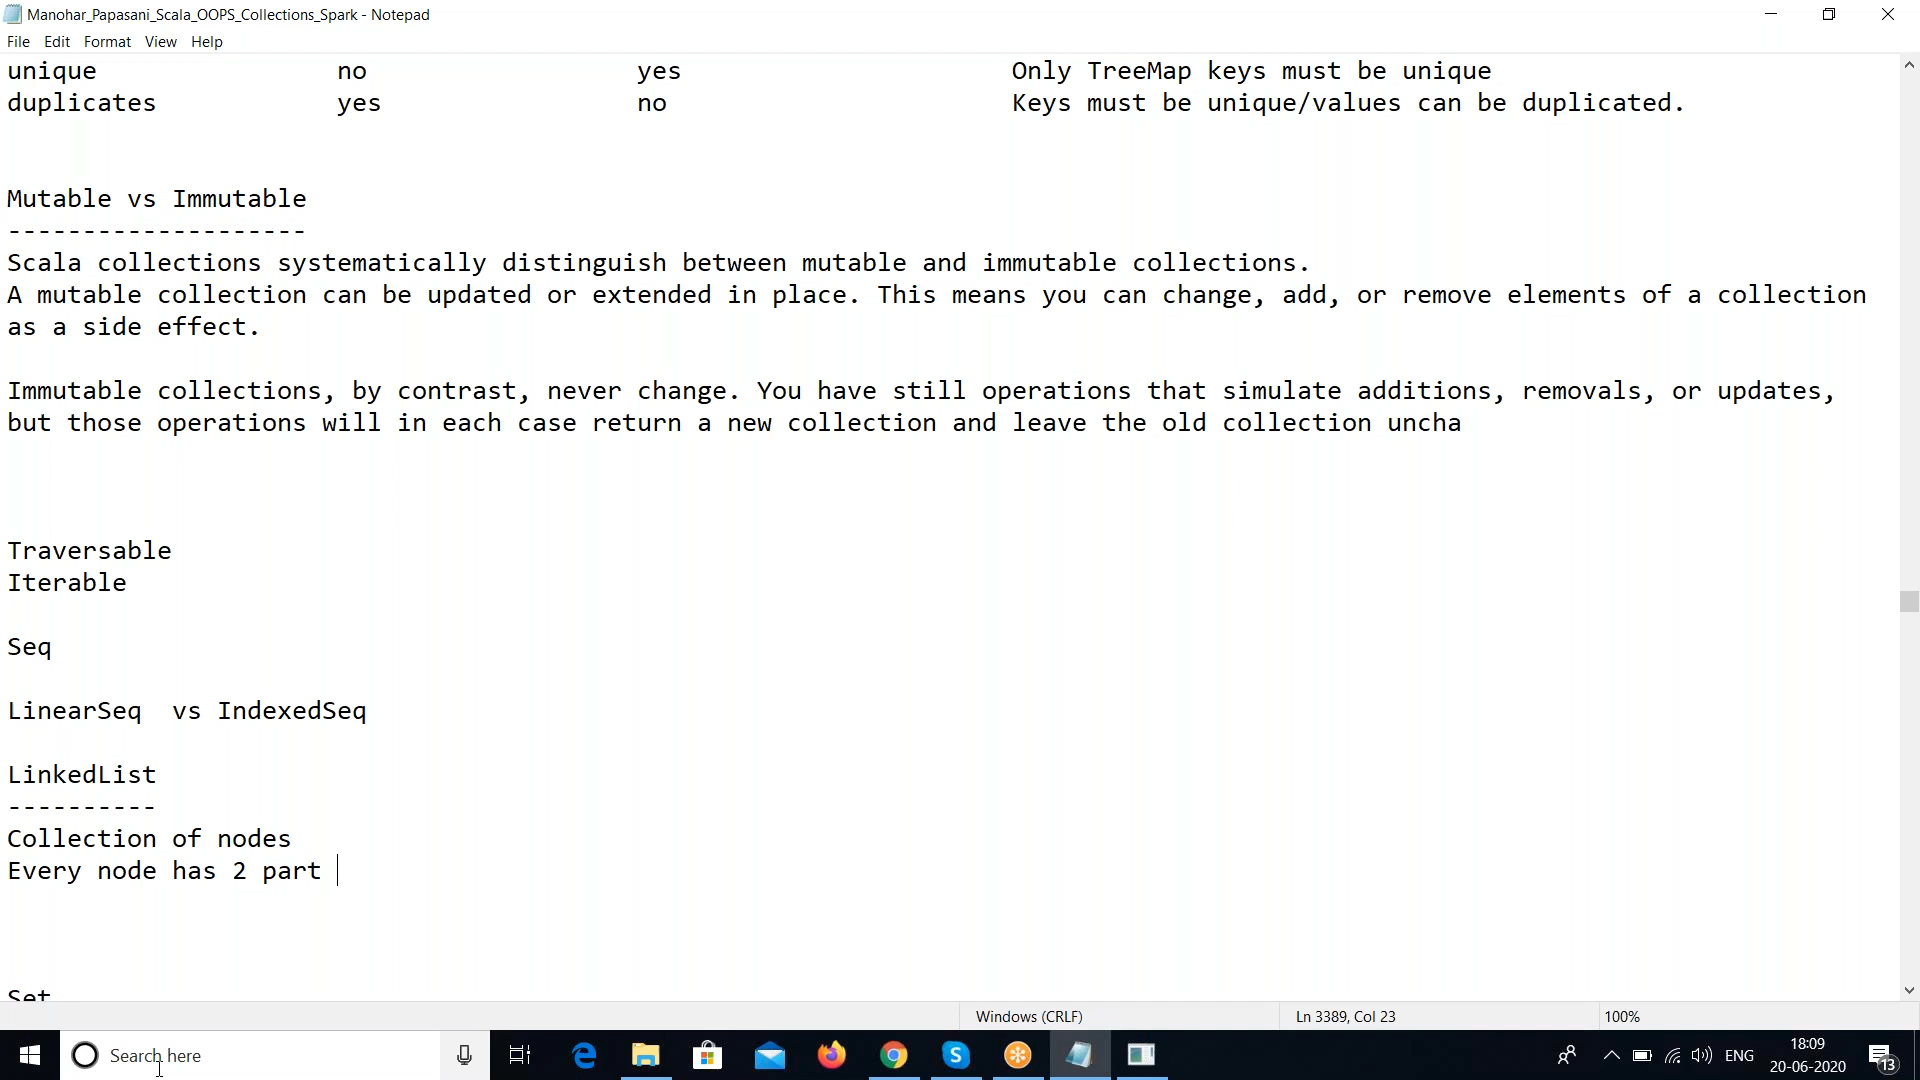 Manohar_Papasani_Scala_OOPS_Collections_Spark - Notepad
File Edit Format View Help
unique no yes Only TreeMap keys must be unique
duplicates yes no Keys must be unique/values can be duplicated.
Mutable vs Immutable
--------------------
Scala collections systematically distinguish between mutable and immutable collections.
A mutable collection can be updated or extended in place. This means you can change, add, or remove elements of a collection
as a side effect.
Immutable collections, by contrast, never change. You have still operations that simulate additions, removals, or updates,
but those operations will in each case return a new collection and leave the old collection uncha
Traversable
Iterable
Seq
LinearSeq vs IndexedSeq
LinkedList
----------
Collection of nodes
Every node has 2 part
Set
Windows (CRLF) Ln 3389, Col 23 100%
Search here
ENG
18:09
20-06-2020
13